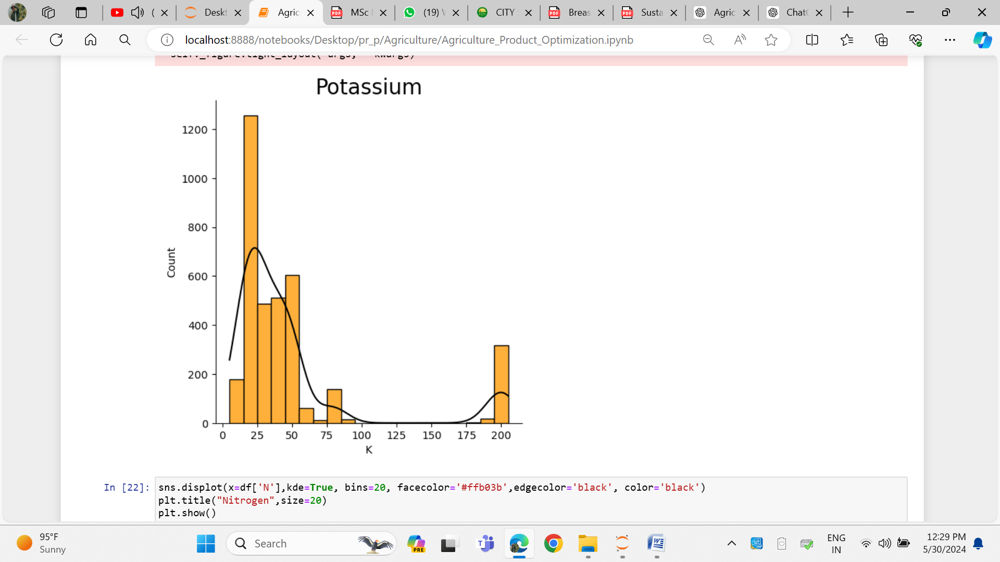 ( Deskt Agric MSc (19) CITY Breas Susta Agric Chat
localhost:8888/notebooks/Desktop/pr_p/Agriculture/Agriculture_Product_Optimization.ipynb
Potassium
1200
1000
800
600
400
200
0
Count
0 25 50 75 100 125 150 175 200
K
In [22]: sns.displot(x=df['N'],kde=True, bins=20, facecolor='#ffb03b',edgecolor='black', color='black')
plt.title("Nitrogen",size=20)
plt.show()
95°F
Sunny
Search
PRE
ENG
IN
12:29 PM
5/30/2024